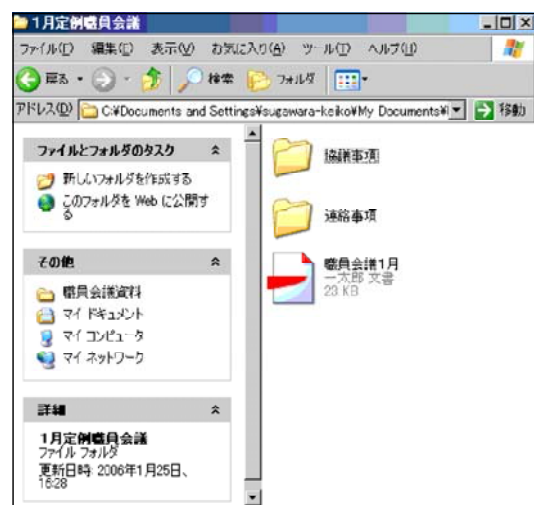 1月定例職員会議
ファイル(F) 編集(E) 表示(V) お気に入り(A) ツール(T) ヘルプ(H)
戻る 検索 フォルダ
アドレス(D) C:¥Documents and Settings¥sugawara-keiko¥My Documents¥ 移動
ファイルとフォルダのタスク
新しいフォルダを作成する
このフォルダを Web に公開す
る
その他
職員会議資料
マイ ドキュメント
マイ コンピュータ
マイ ネットワーク
詳細
1月定例職員会議
ファイル フォルダ
更新日時: 2006年1月25日、
16:28
協議事項
連絡事項
職員会議1月
一太郎 文書
23 KB